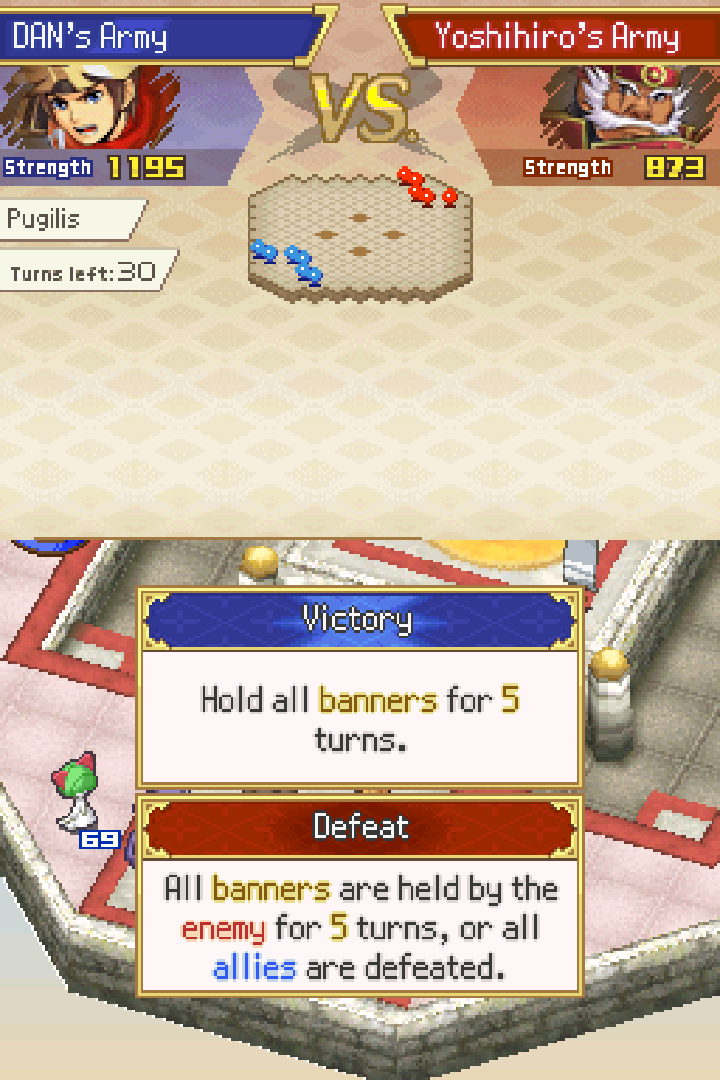 DAN's Army
Yoshihiro's Army
VS.
Strength 1195
Strength 873
Pugilis
Turns left:30
Victory
Hold all banners for 5
turns.
69
Defeat
All banners are held by the
enemy for 5 turns, or all
allies are defeated.